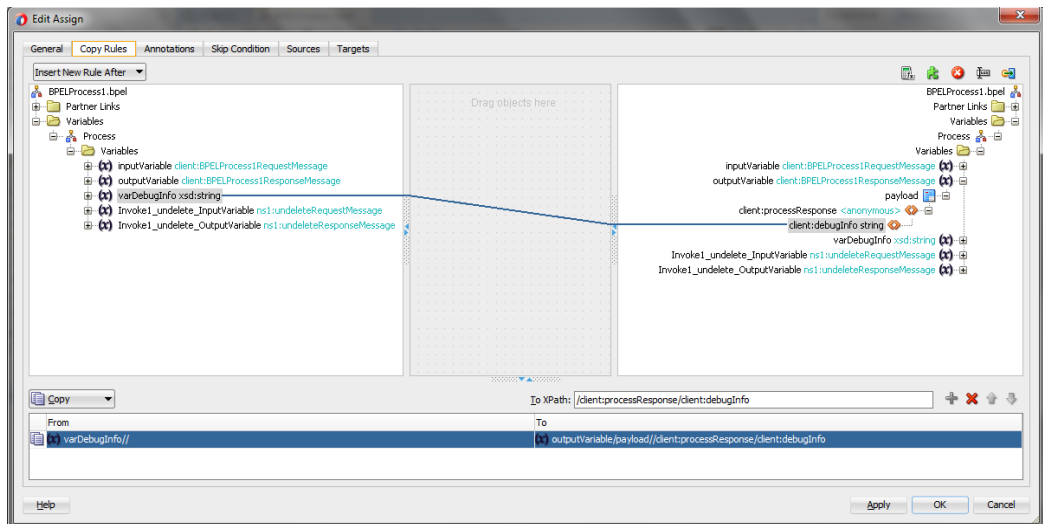 Edit Assign
General Copy Rules Annotations Skip Condition Sources Targets
Insert New Rule After
BPELProcess1.bpel
Partner Links
Variables
Process
Variables
inputVariable client:BPELProcess1RequestMessage
outputVariable client:BPELProcess1ResponseMessage
varDebugInfo xsd:string
Invoke1_undelete_InputVariable ns1:undeleteRequestMessage
Invoke1_undelete_OutputVariable ns1:undeleteResponseMessage
Drag objects here
BPELProcess1.bpel
Partner Links
Variables
Process
Variables
inputVariable client:BPELProcess1RequestMessage
outputVariable client:BPELProcess1ResponseMessage
payload
client:processResponse <anonymous>
client:debugInfo string
varDebugInfo xsd:string
Invoke1_undelete_InputVariable ns1:undeleteRequestMessage
Invoke1_undelete_OutputVariable ns1:undeleteResponseMessage
Copy
To XPath: /client:processResponse/client:debugInfo
From To
(x) varDebugInfo// (x) outputVariable/payload//client:processResponse/client:debugInfo
Help Apply OK Cancel